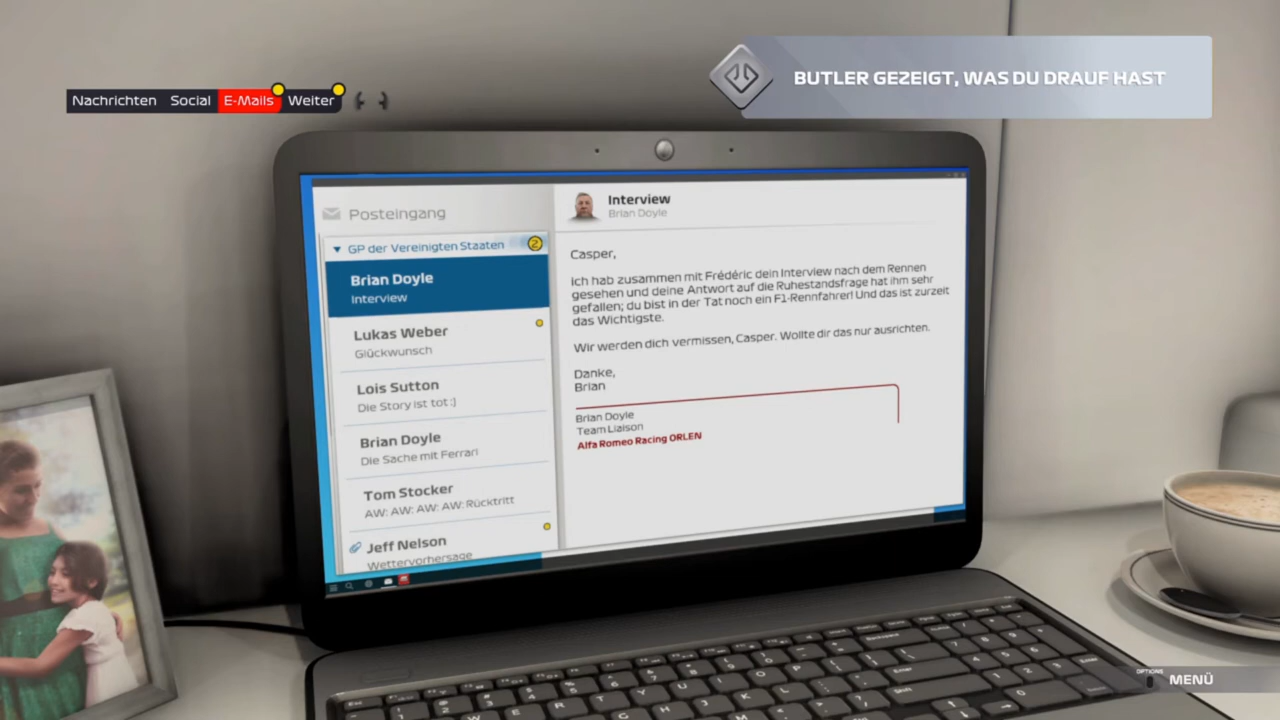 BUTLER GEZEIGT, WAS DU DRAUF HAST
Nachrichten Social E-Mails Weiter
Posteingang
GP der Vereinigten Staaten 2
Brian Doyle
Interview
Lukas Weber
Glückwunsch
Lois Sutton
Die Story ist tot :)
Brian Doyle
Die Sache mit Ferrari
Tom Stocker
AW: AW: AW: AW: Rücktritt
Jeff Nelson
Wettervorhersage
Interview
Brian Doyle
Casper,
Ich hab zusammen mit Frédéric dein Interview nach dem Rennen
gesehen und deine Antwort auf die Ruhestandsfrage hat ihm sehr
gefallen; du bist in der Tat noch ein F1-Rennfahrer! Und das ist zurzeit
das Wichtigste.
Wir werden dich vermissen, Casper. Wollte dir das nur ausrichten.
Danke,
Brian
Brian Doyle
Team Liaison
Alfa Romeo Racing ORLEN
OPTIONS
MENÜ